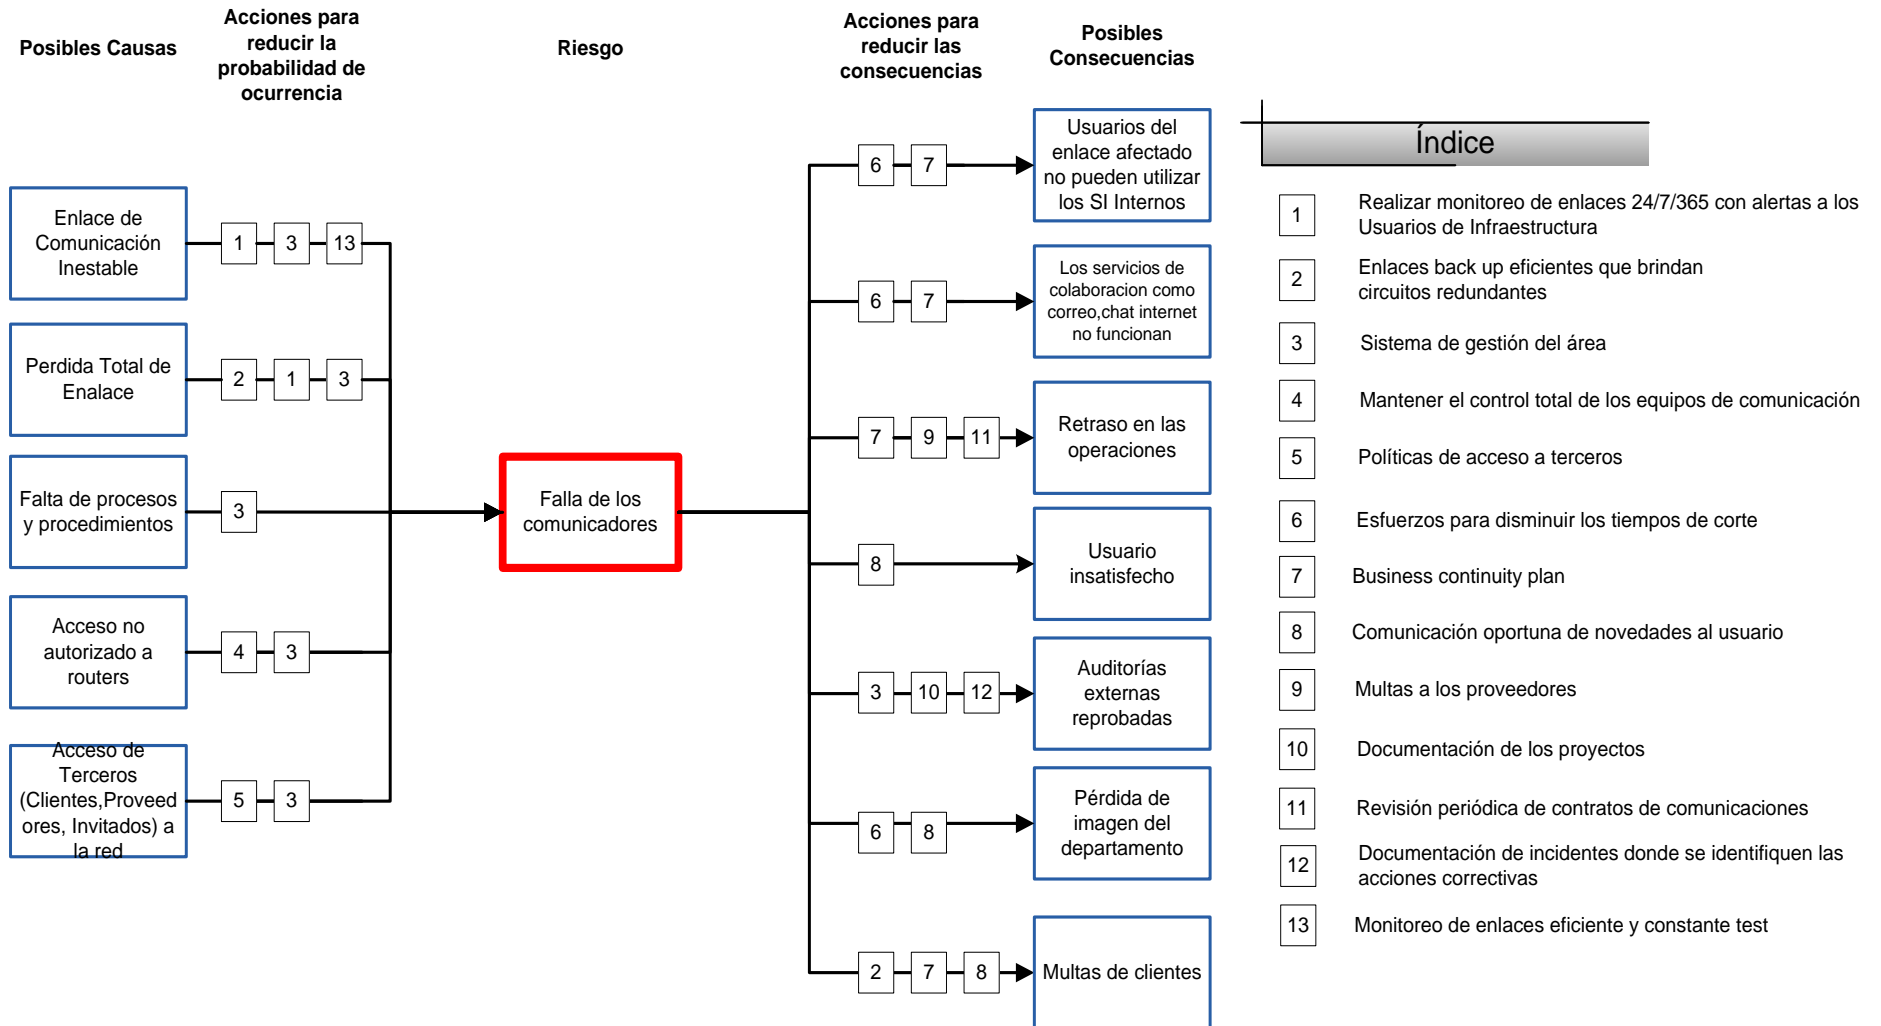 Posibles Causas
Acciones para
reducir la
probabilidad de
ocurrencia
Riesgo
Acciones para
reducir las
consecuencias
Posibles
Consecuencias
Enlace de
Comunicación
Inestable
1 3 13
Perdida Total de
Enalace
2 1 3
Falta de procesos
y procedimientos
3
Acceso no
autorizado a
routers
4 3
Acceso de
Terceros
(Clientes,Proveed
ores, Invitados) a
la red
5 3
Falla de los
comunicadores
6 7
Usuarios del
enlace afectado
no pueden utilizar
los SI Internos
6 7
Los servicios de
colaboracion como
correo,chat internet
no funcionan
7 9 11
Retraso en las
operaciones
8
Usuario
insatisfecho
3 10 12
Auditorías
externas
reprobadas
6 8
Pérdida de
imagen del
departamento
2 7 8
Multas de clientes
Índice
1 Realizar monitoreo de enlaces 24/7/365 con alertas a los
Usuarios de Infraestructura
2 Enlaces back up eficientes que brindan
circuitos redundantes
3 Sistema de gestión del área
4 Mantener el control total de los equipos de comunicación
5 Políticas de acceso a terceros
6 Esfuerzos para disminuir los tiempos de corte
7 Business continuity plan
8 Comunicación oportuna de novedades al usuario
9 Multas a los proveedores
10 Documentación de los proyectos
11 Revisión periódica de contratos de comunicaciones
12 Documentación de incidentes donde se identifiquen las
acciones correctivas
13 Monitoreo de enlaces eficiente y constante test